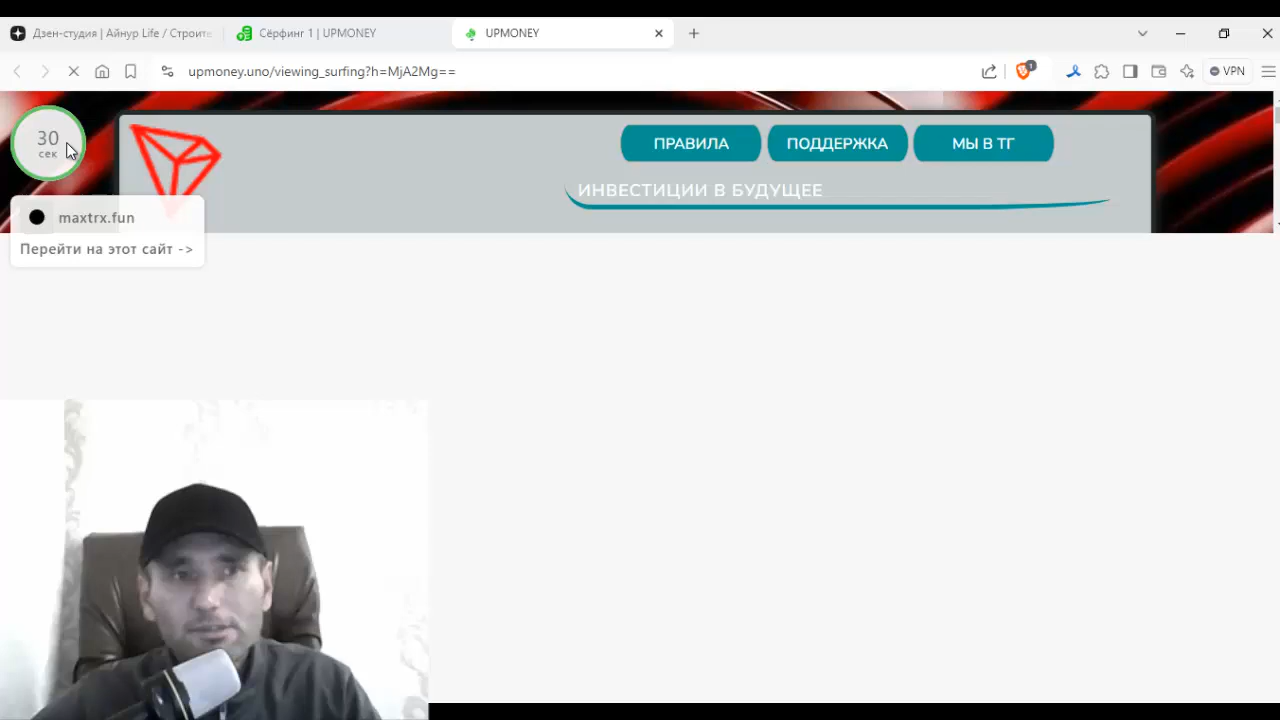 Дзен-студия | Айнур Life / Строите
Сёрфинг 1 | UPMONEY
UPMONEY
upmoney.uno/viewing_surfing?h=MjA2Mg==
1
VPN
30
сек
ПРАВИЛА
ПОДДЕРЖКА
МЫ В ТГ
ИНВЕСТИЦИИ В БУДУЩЕЕ
maxtrx.fun
Перейти на этот сайт ->